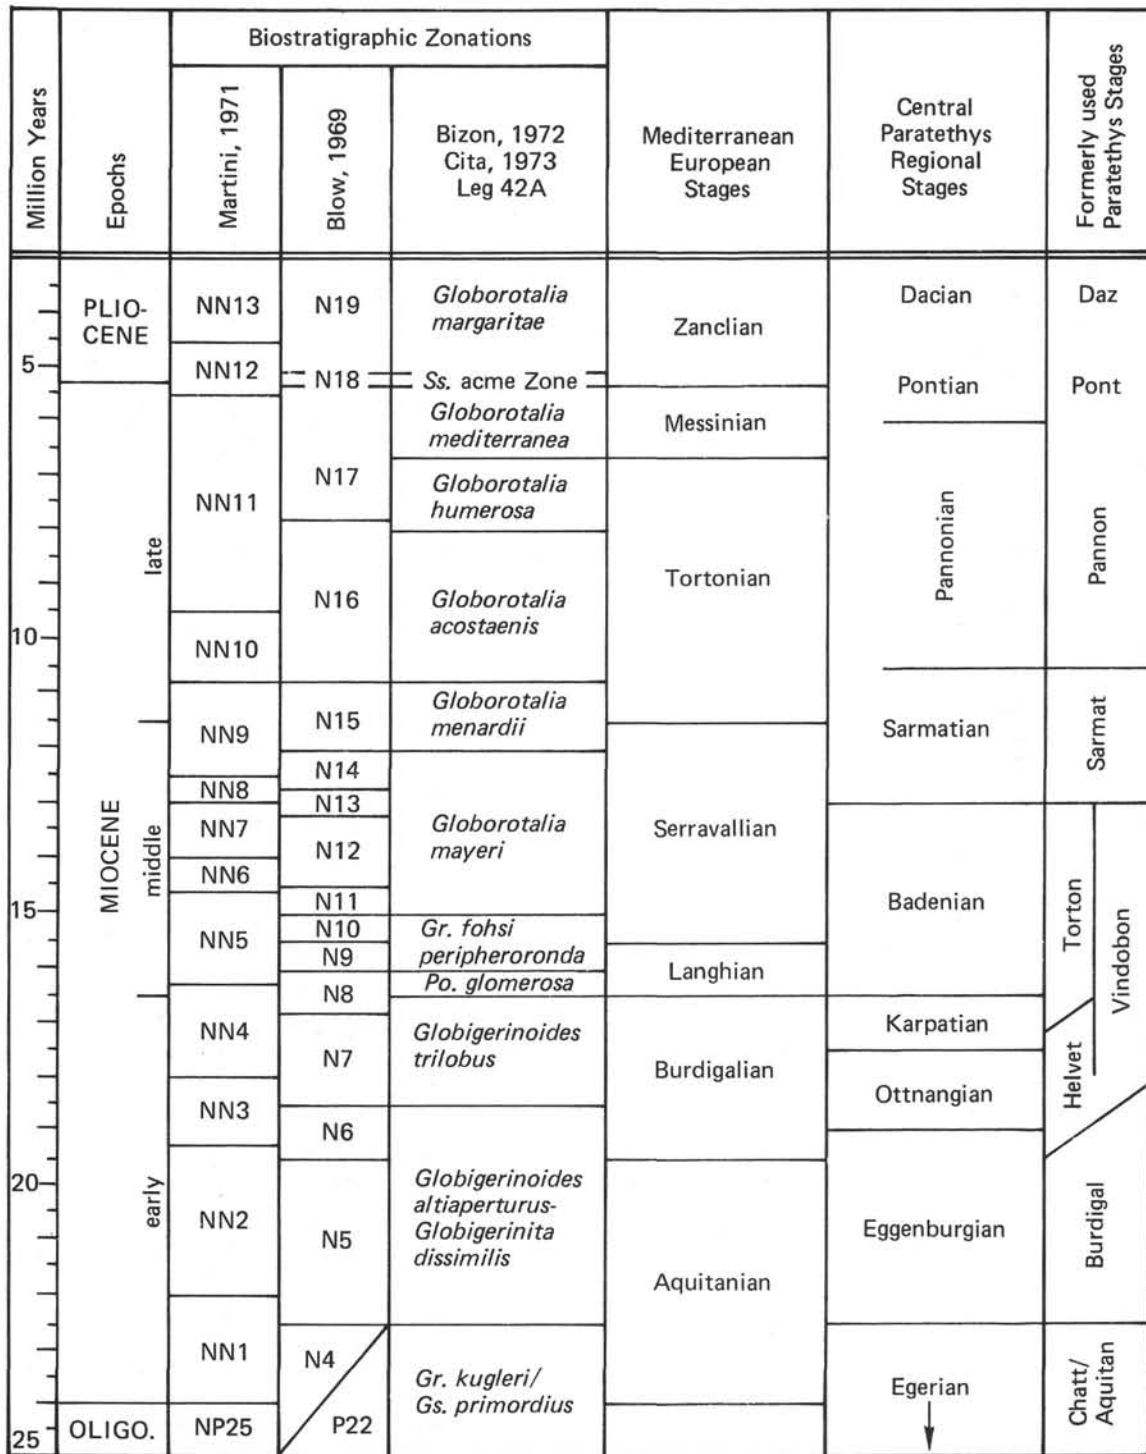 Biostratigraphic Zonations
Million Years
Epochs
Martini, 1971
Blow, 1969
Bizon, 1972
Cita, 1973
Leg 42A
Mediterranean
European
Stages
Central
Paratethys
Regional
Stages
Formerly used
Paratethys Stages
5
10
15
20
25
PLIO-
CENE
MIOCENE
late
middle
early
OLIGO.
NN13
NN12
NN11
NN10
NN9
NN8
NN7
NN6
NN5
NN4
NN3
NN2
NN1
NP25
N19
N18
N17
N16
N15
N14
N13
N12
N11
N10
N9
N8
N7
N6
N5
N4
P22
Globorotalia
margaritae
Ss. acme Zone
Globorotalia
mediterranea
Globorotalia
humerosa
Globorotalia
acostaenis
Globorotalia
menardii
Globorotalia
mayeri
Gr. fohsi
peripheroronda
Po. glomerosa
Globigerinoides
trilobus
Globigerinoides
altiaperturus-
Globigerinita
dissimilis
Gr. kugleri/
Gs. primordius
Zanclian
Messinian
Tortonian
Serravallian
Langhian
Burdigalian
Aquitanian
Dacian
Pontian
Pannonian
Sarmatian
Badenian
Karpatian
Ottnangian
Eggenburgian
Egerian
Daz
Pont
Pannon
Sarmat
Torton
Vindobon
Helvet
Burdigal
Chatt/
Aquitan